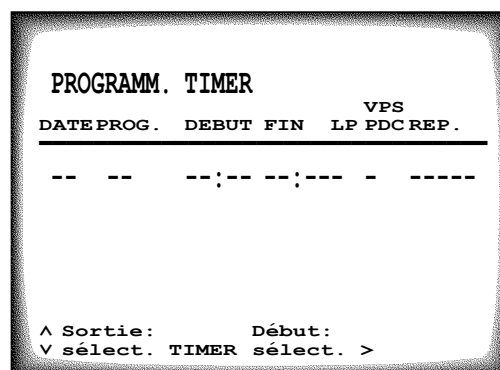 PROGRAMM. TIMER
VPS
DATE PROG. DEBUT FIN LP PDC REP.
-- -- --:-- --:--- - -----
^ Sortie: Début:
v sélect. TIMER sélect. >